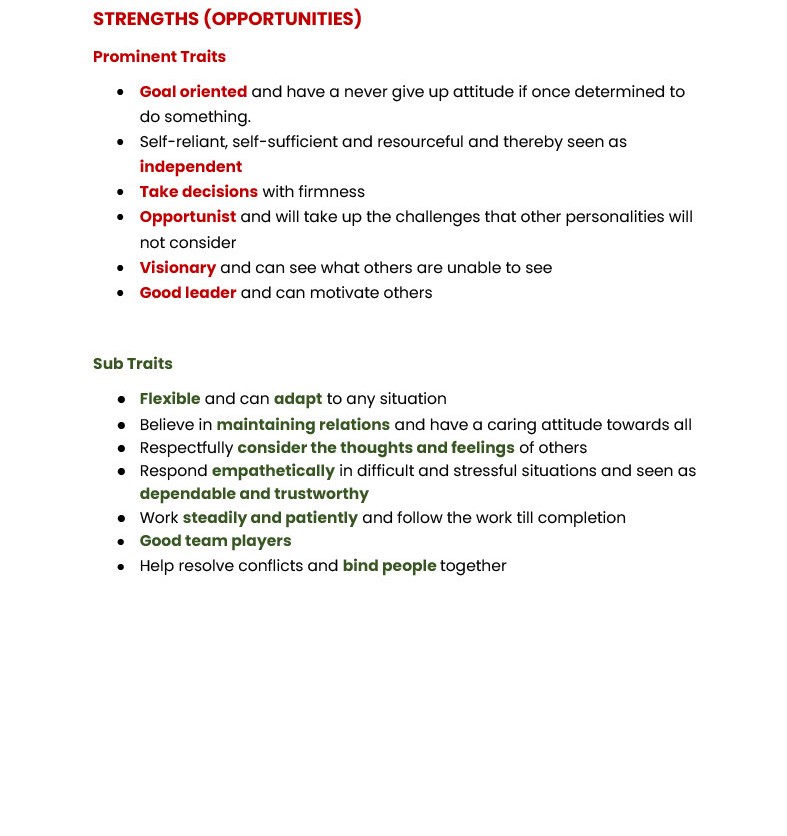 STRENGTHS (OPPORTUNITIES)
Prominent Traits
● Goal oriented and have a never give up attitude if once determined to
do something.
● Self-reliant, self-sufficient and resourceful and thereby seen as
independent
● Take decisions with firmness
● Opportunist and will take up the challenges that other personalities will
not consider
● Visionary and can see what others are unable to see
● Good leader and can motivate others
Sub Traits
● Flexible and can adapt to any situation
● Believe in maintaining relations and have a caring attitude towards all
● Respectfully consider the thoughts and feelings of others
● Respond empathetically in difficult and stressful situations and seen as
dependable and trustworthy
● Work steadily and patiently and follow the work till completion
● Good team players
● Help resolve conflicts and bind people together